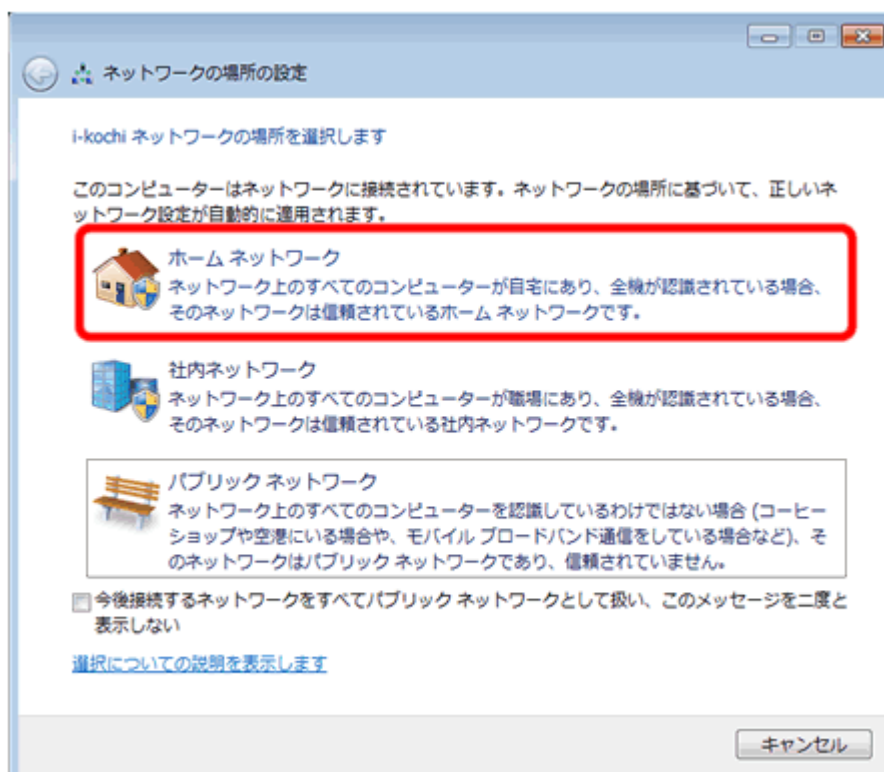 ネットワークの場所の設定
i-kochi ネットワークの場所を選択します
このコンピューターはネットワークに接続されています。ネットワークの場所に基づいて、正しいネ
ットワーク設定が自動的に適用されます。
ホーム ネットワーク
ネットワーク上のすべてのコンピューターが自宅にあり、全機が認識されている場合、
そのネットワークは信頼されているホーム ネットワークです。
社内ネットワーク
ネットワーク上のすべてのコンピューターが職場にあり、全機が認識されている場合、
そのネットワークは信頼されている社内ネットワークです。
パブリック ネットワーク
ネットワーク上のすべてのコンピューターを認識しているわけではない場合 (コーヒー
ショップや空港にいる場合や、モバイル ブロードバンド通信をしている場合など)、そ
のネットワークはパブリック ネットワークであり、信頼されていません。
今後接続するネットワークをすべてパブリック ネットワークとして扱い、このメッセージを二度と
表示しない
選択についての説明を表示します
キャンセル